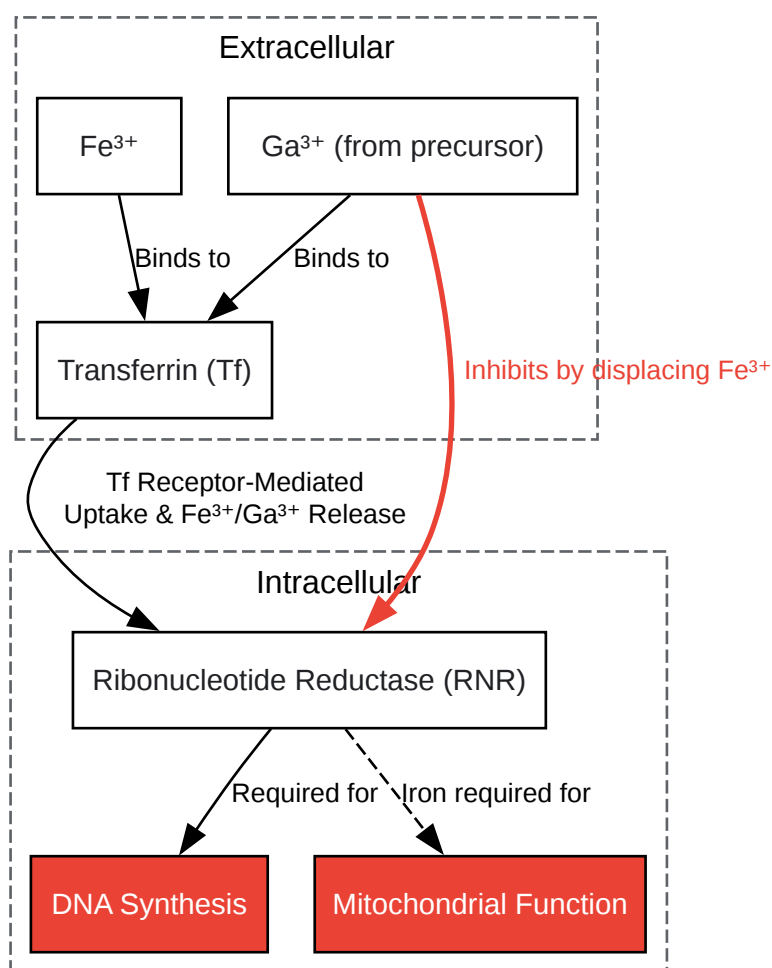 Extracellular
Fe³⁺
Ga³⁺ (from precursor)
Binds to
Binds to
Transferrin (Tf)
Inhibits by displacing Fe³⁺
Tf Receptor-Mediated
Uptake & Fe³⁺/Ga³⁺ Release
Intracellular
Ribonucleotide Reductase (RNR)
Required for
Iron required for
DNA Synthesis
Mitochondrial Function